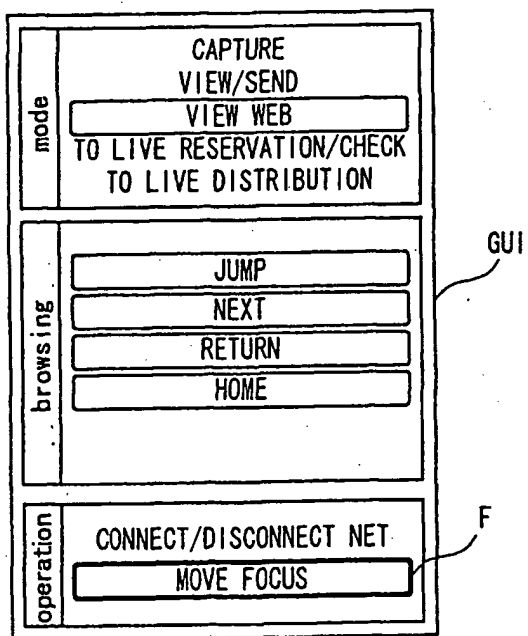 mode
CAPTURE
VIEW/SEND
VIEW WEB
TO LIVE RESERVATION/CHECK
TO LIVE DISTRIBUTION
GUI
browsing
JUMP
NEXT
RETURN
HOME
operation
CONNECT/DISCONNECT NET
F
MOVE FOCUS